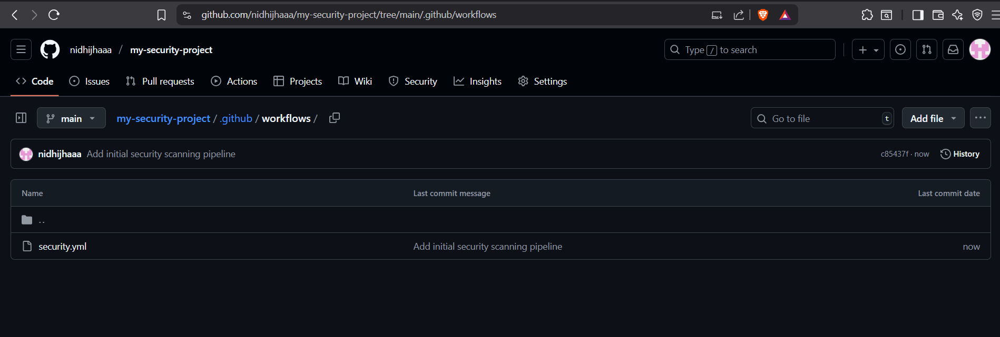 github.com/nidhijhaaa/my-security-project/tree/main/.github/workflows
nidhijhaaa / my-security-project
Type / to search
Code Issues Pull requests Actions Projects Wiki Security Insights Settings
main my-security-project / .github / workflows / Go to file t Add file
nidhijhaaa Add initial security scanning pipeline c85437f · now History
Name Last commit message Last commit date
..
security.yml Add initial security scanning pipeline now